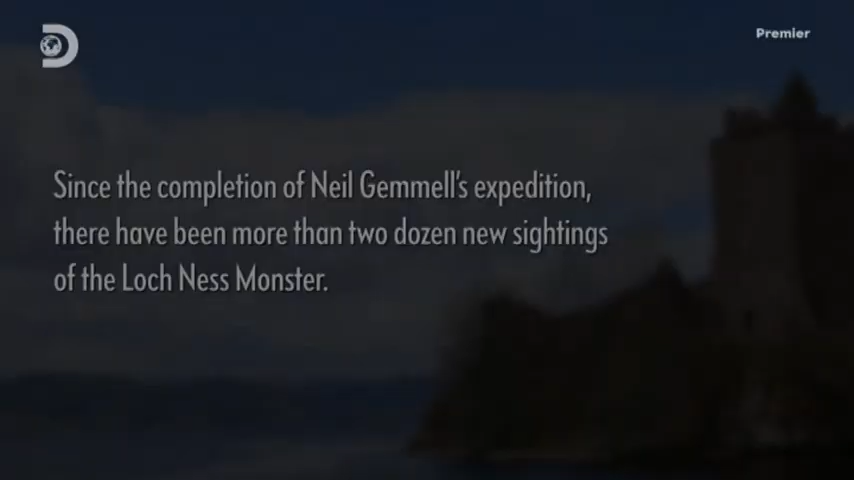 Premier
Since the completion of Neil Gemmell's expedition,
there have been more than two dozen new sightings
of the Loch Ness Monster.